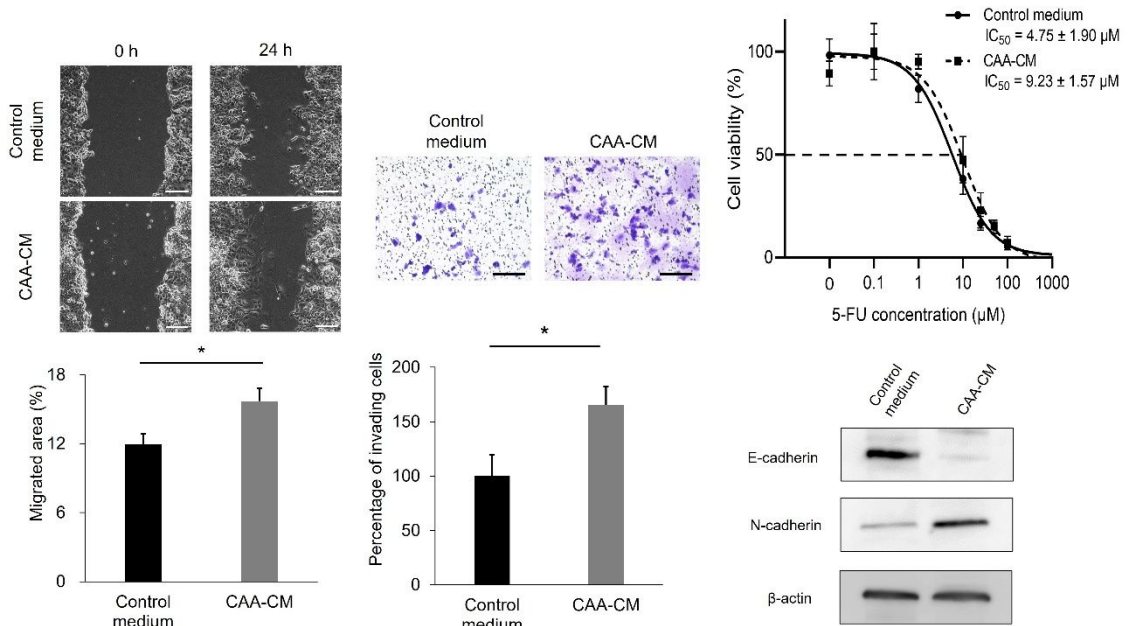 0 h
24 h
Control
medium
CAA-CM
*
18
12
6
0
Migrated area (%)
Control
medium
CAA-CM
Control
medium
CAA-CM
*
200
150
100
50
0
Percentage of invading cells
Control
medium
CAA-CM
Control medium
IC50 = 4.75 ± 1.90 µM
CAA-CM
IC50 = 9.23 ± 1.57 µM
100
50
0
Cell viability (%)
0
0.1
1
10
100
1000
5-FU concentration (µM)
Control
medium
CAA-CM
E-cadherin
N-cadherin
β-actin